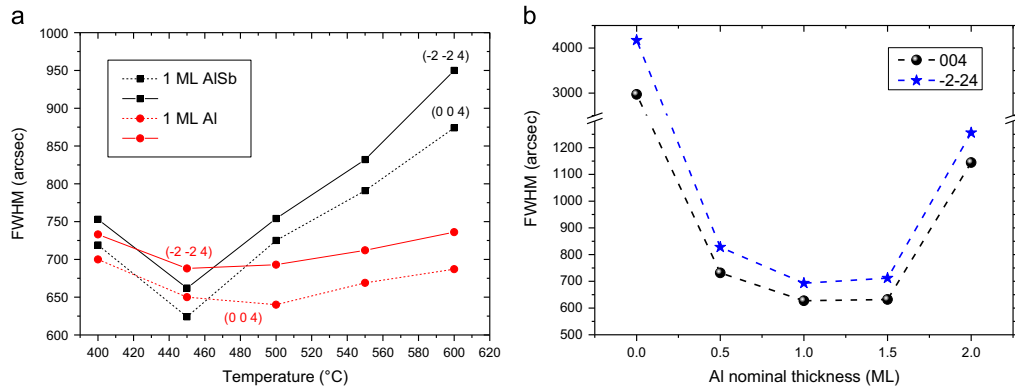 a
1000
950
900
850
800
750
700
650
600
FWHM (arcsec)
1 ML AlSb
1 ML Al
(-2 -2 4)
(0 0 4)
(-2 -2 4)
(0 0 4)
400 420 440 460 480 500 520 540 560 580 600 620
Temperature (°C)
b
4000
3000
1200
1100
1000
900
800
700
600
500
FWHM (arcsec)
004
-2-24
0.0 0.5 1.0 1.5 2.0
Al nominal thickness (ML)